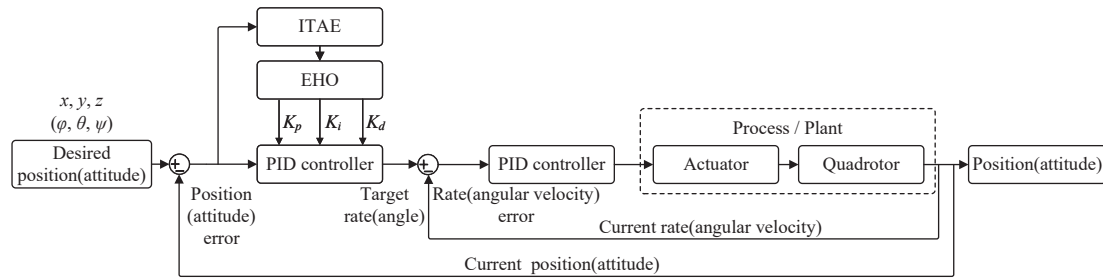 ITAE
EHO
x, y, z
(φ, θ, ψ)
K_p
K_i
K_d
Process / Plant
Desired
position(attitude)
PID controller
PID controller
Actuator
Quadrotor
Position(attitude)
Position
(attitude)
error
Target
rate(angle)
Rate(angular velocity)
error
Current rate(angular velocity)
Current position(attitude)